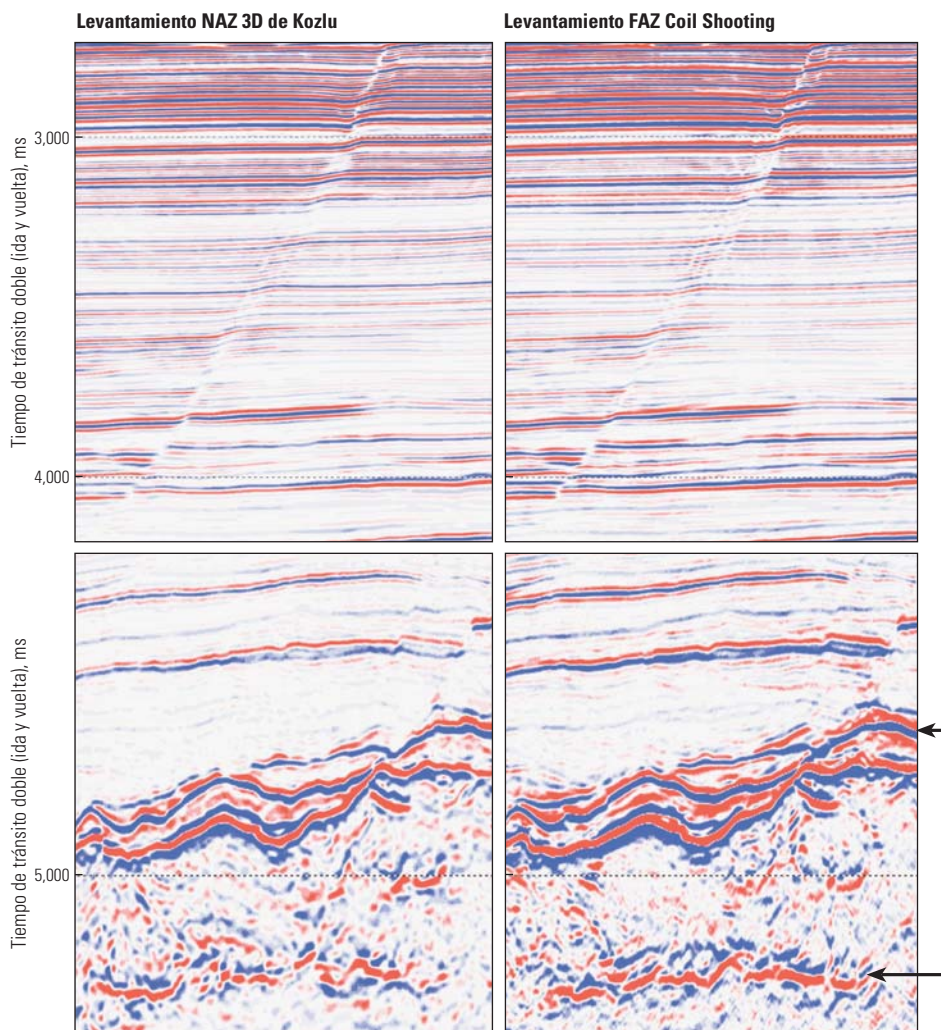 Levantamiento NAZ 3D de Kozlu
Levantamiento FAZ Coil Shooting
Tiempo de tránsito doble (ida y vuelta), ms
3,000
4,000
Tiempo de tránsito doble (ida y vuelta), ms
5,000